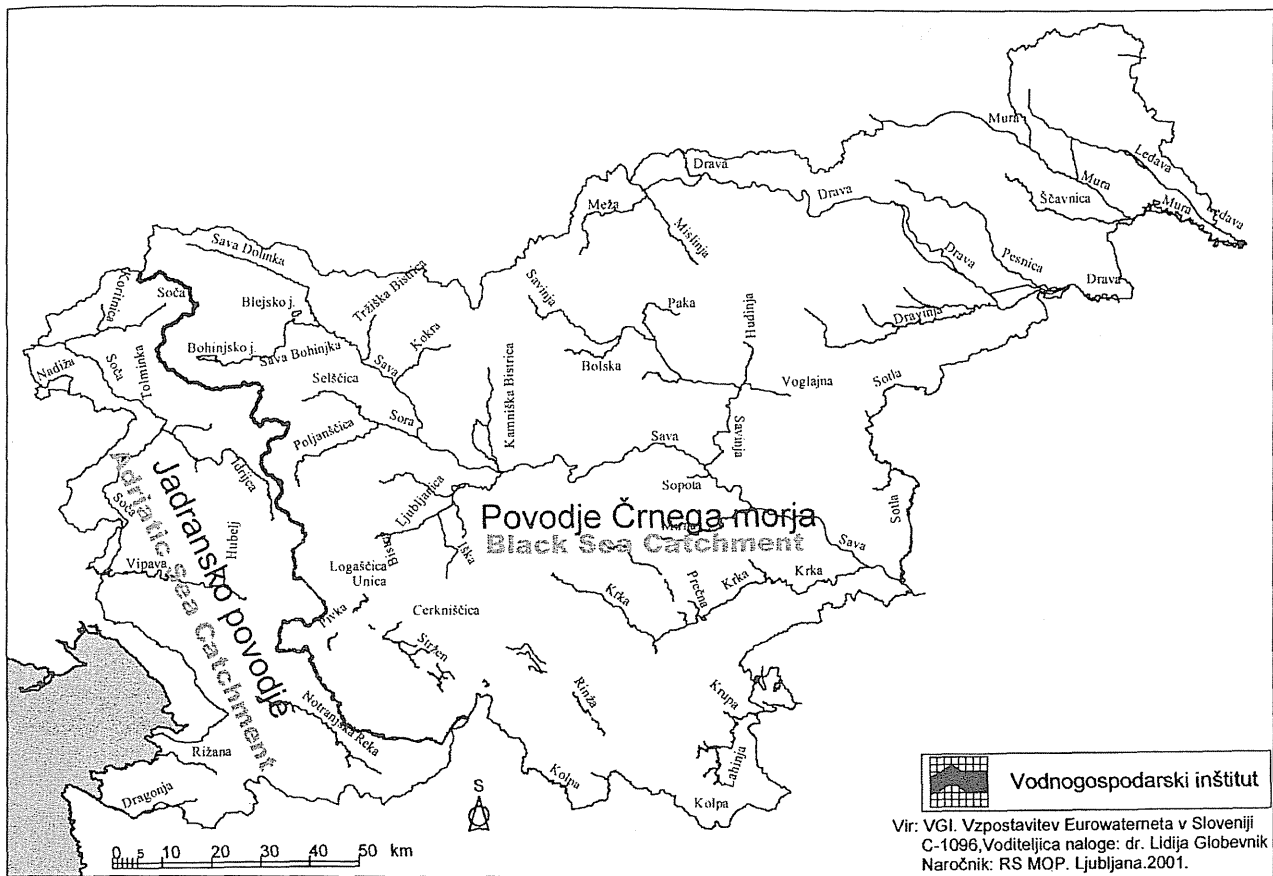 Mura
Ledava
Drava
Drava
Mura
Meža
Ščavnica
Mura
Ledava
Mislinja
Sava Dolinka
Drava
Pesnica
Koritnica
Soča
Tržiška Bistrica
Savinja
Drava
Blejsko j.
Paka
Hudinja
Dravinja
Kokra
Bohinjsko j.
Sava Bohinjka
Nadiža
Soča
Tolminka
Sava
Bolska
Selščica
Kamniška Bistrica
Voglajna
Sotla
Sora
Poljanščica
Sava
Savinja
Idrijca
Jadransko povodje
Adriatic Sea Catchment
Sopota
Ljubljanica
Soča
Povodje Črnega morja
Sotla
Mirna
Black Sea Catchment
Hubelj
Iška
Sava
Vipava
Logaščica
Unica
Prečna
Krka
Krka
Krka
Cerkniščica
Pivka
Stržen
Rinža
Krupa
Notranjska Reka
Rižana
Lahinja
Kolpa
Dragonja
Kolpa
S
0 5 10 20 30 40 50 km
Vodnogospodarski inštitut
Vir: VGI. Vzpostavitev Eurowaterneta v Sloveniji
C-1096,Voditeljica naloge: dr. Lidija Globevnik
Naročnik: RS MOP. Ljubljana.2001.